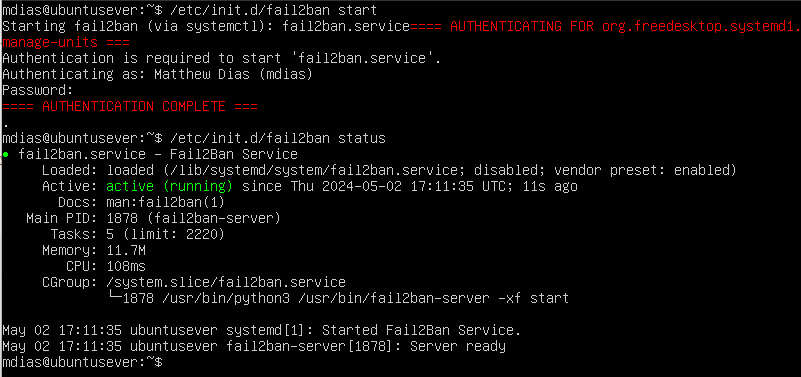 mdias@ubuntusever:~$ /etc/init.d/fail2ban start
Starting fail2ban (via systemctl): fail2ban.service==== AUTHENTICATING FOR org.freedesktop.systemd1.
manage-units ===
Authentication is required to start 'fail2ban.service'.
Authenticating as: Matthew Dias (mdias)
Password:
==== AUTHENTICATION COMPLETE ===
.
mdias@ubuntusever:~$ /etc/init.d/fail2ban status
● fail2ban.service - Fail2Ban Service
Loaded: loaded (/lib/systemd/system/fail2ban.service; disabled; vendor preset: enabled)
Active: active (running) since Thu 2024-05-02 17:11:35 UTC; 11s ago
Docs: man:fail2ban(1)
Main PID: 1878 (fail2ban-server)
Tasks: 5 (limit: 2220)
Memory: 11.7M
CPU: 108ms
CGroup: /system.slice/fail2ban.service
└─1878 /usr/bin/python3 /usr/bin/fail2ban-server -xf start
May 02 17:11:35 ubuntusever systemd[1]: Started Fail2Ban Service.
May 02 17:11:35 ubuntusever fail2ban-server[1878]: Server ready
mdias@ubuntusever:~$